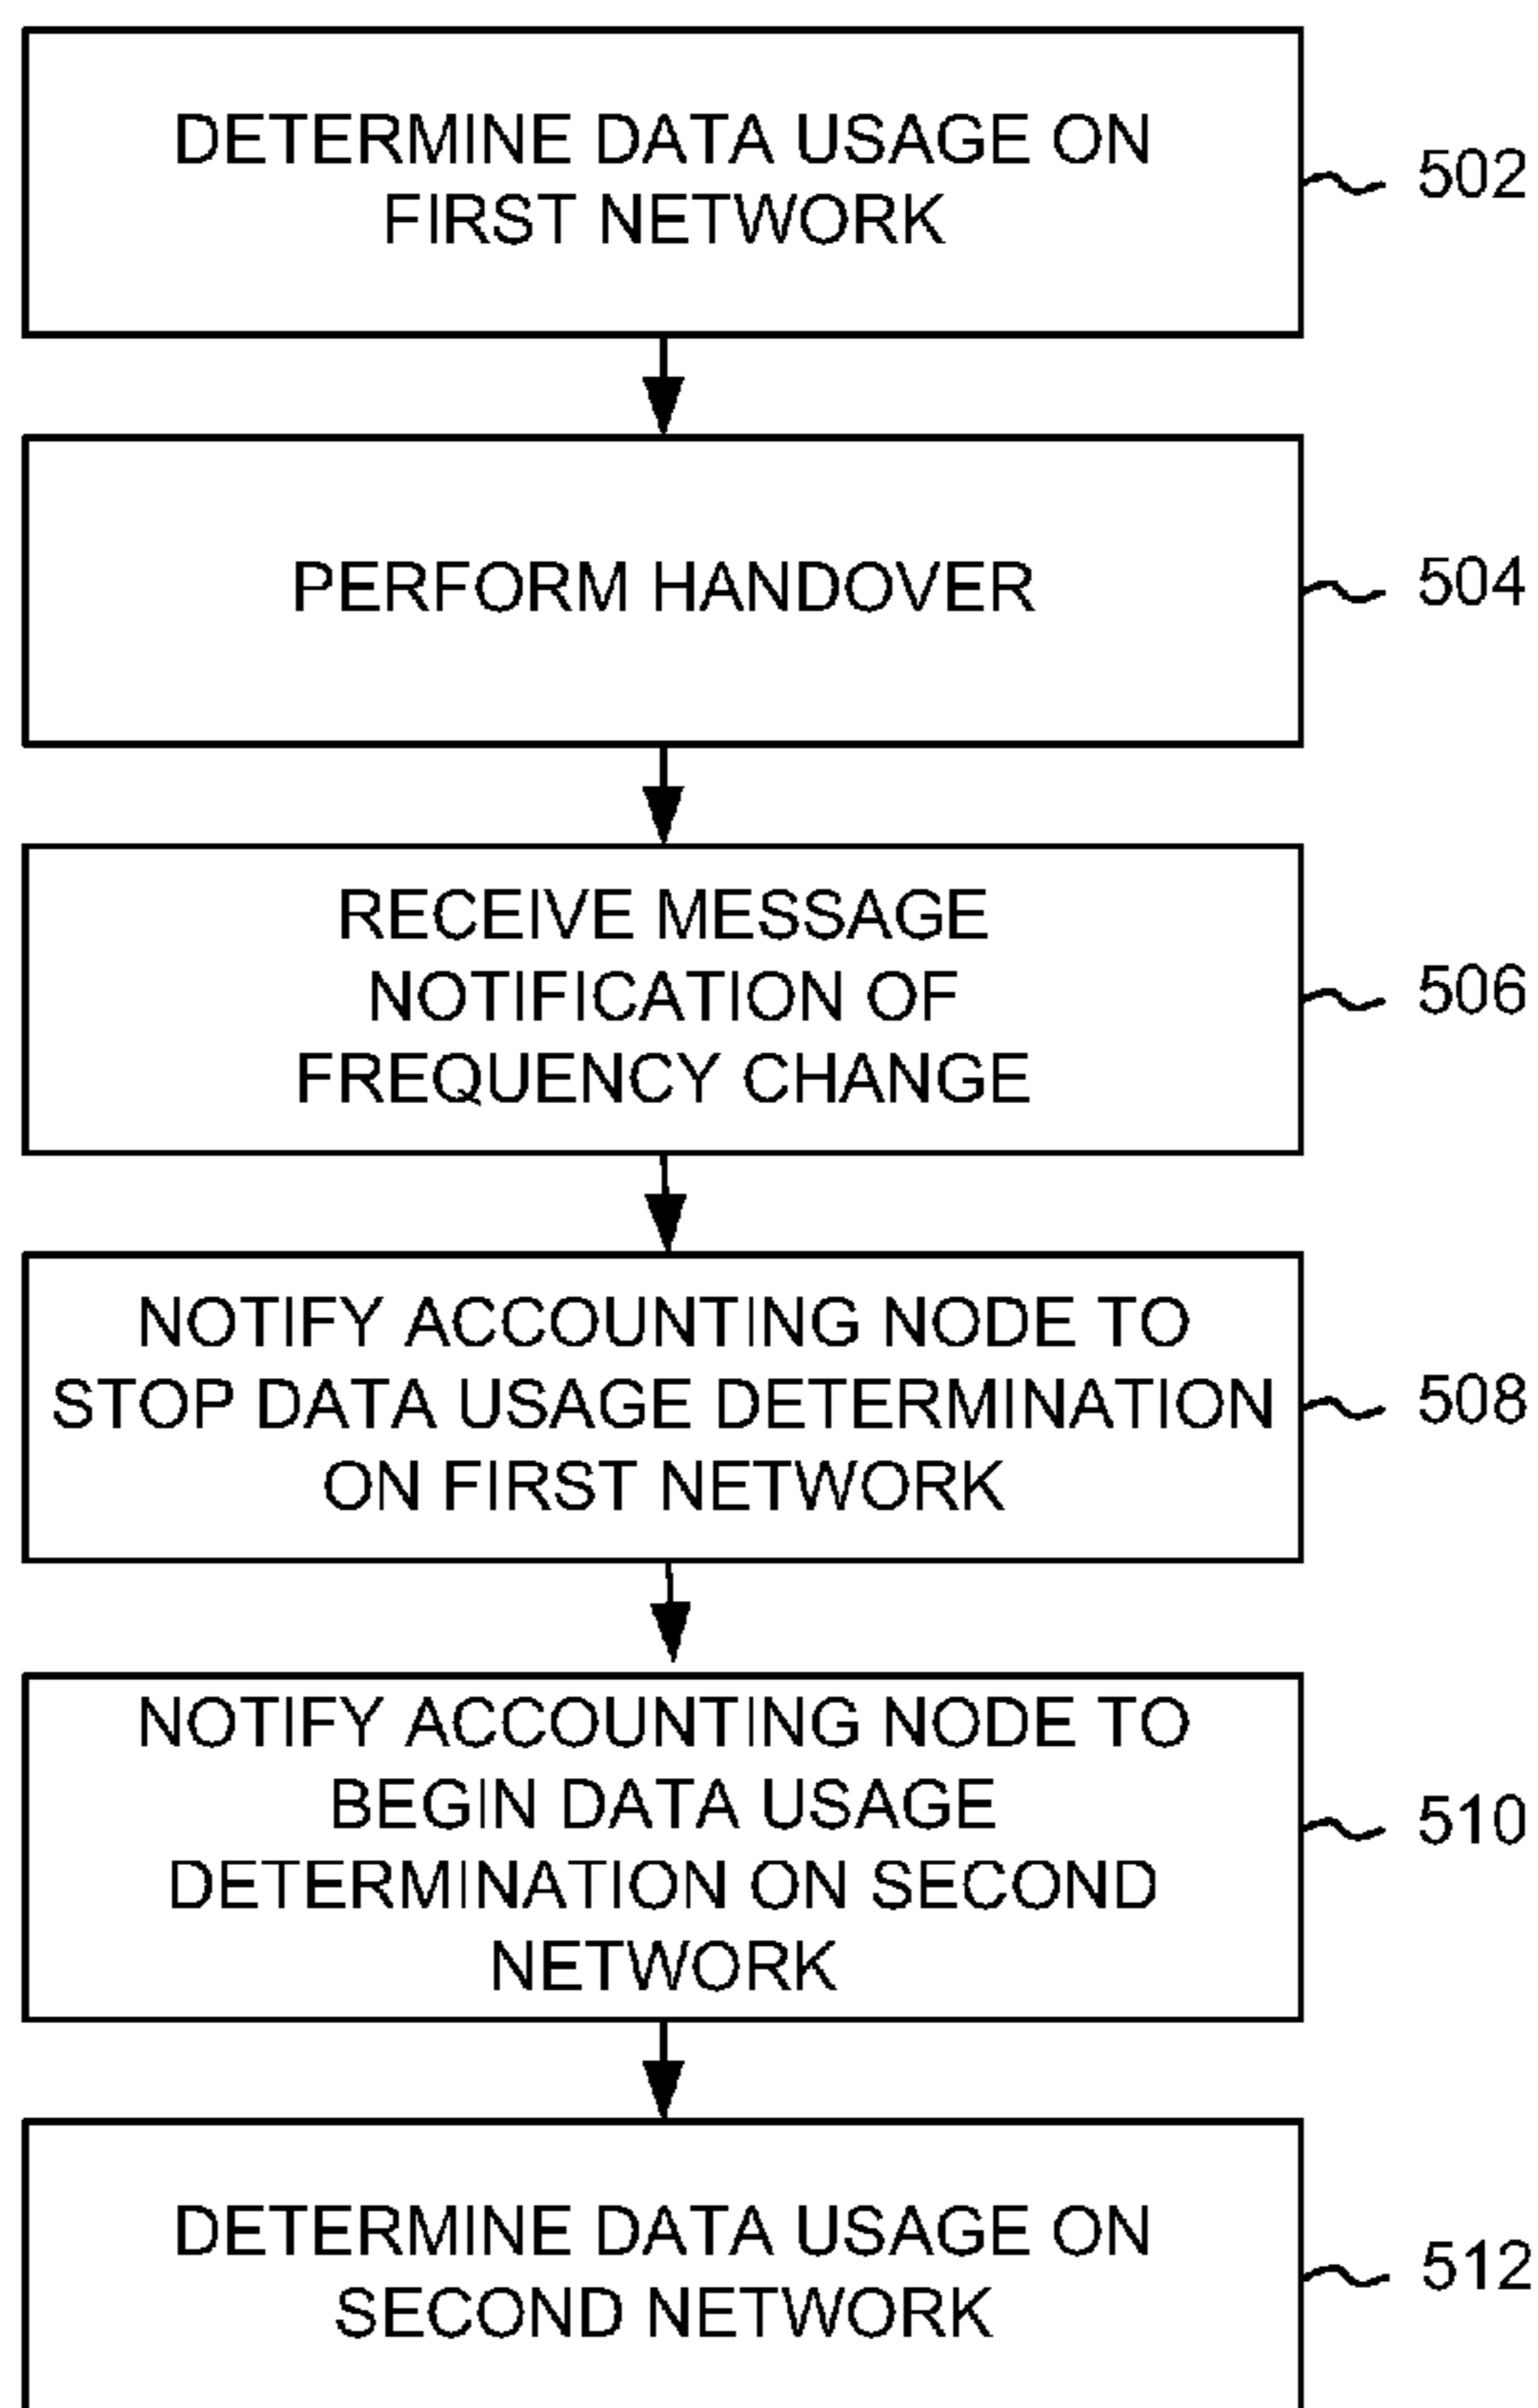 DETERMINE DATA USAGE ON
FIRST NETWORK
502
PERFORM HANDOVER
504
RECEIVE MESSAGE
NOTIFICATION OF
FREQUENCY CHANGE
506
NOTIFY ACCOUNTING NODE TO
STOP DATA USAGE DETERMINATION
ON FIRST NETWORK
508
NOTIFY ACCOUNTING NODE TO
BEGIN DATA USAGE
DETERMINATION ON SECOND
NETWORK
510
DETERMINE DATA USAGE ON
SECOND NETWORK
512